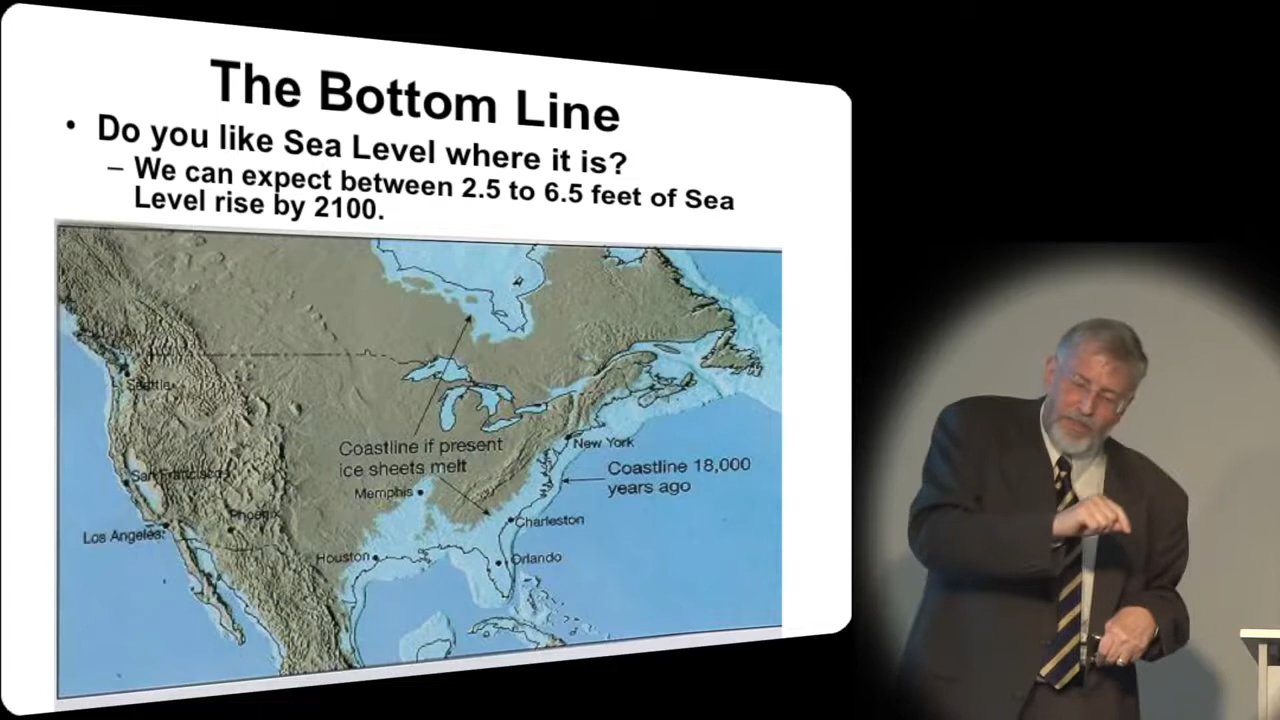 The Bottom Line
• Do you like Sea Level where it is?
– We can expect between 2.5 to 6.5 feet of Sea
Level rise by 2100.
Seattle
Coastline if present
ice sheets melt
New York
Coastline 18,000
years ago
San Francisco
Memphis
Phoenix
Charleston
Los Angeles
Houston
Orlando